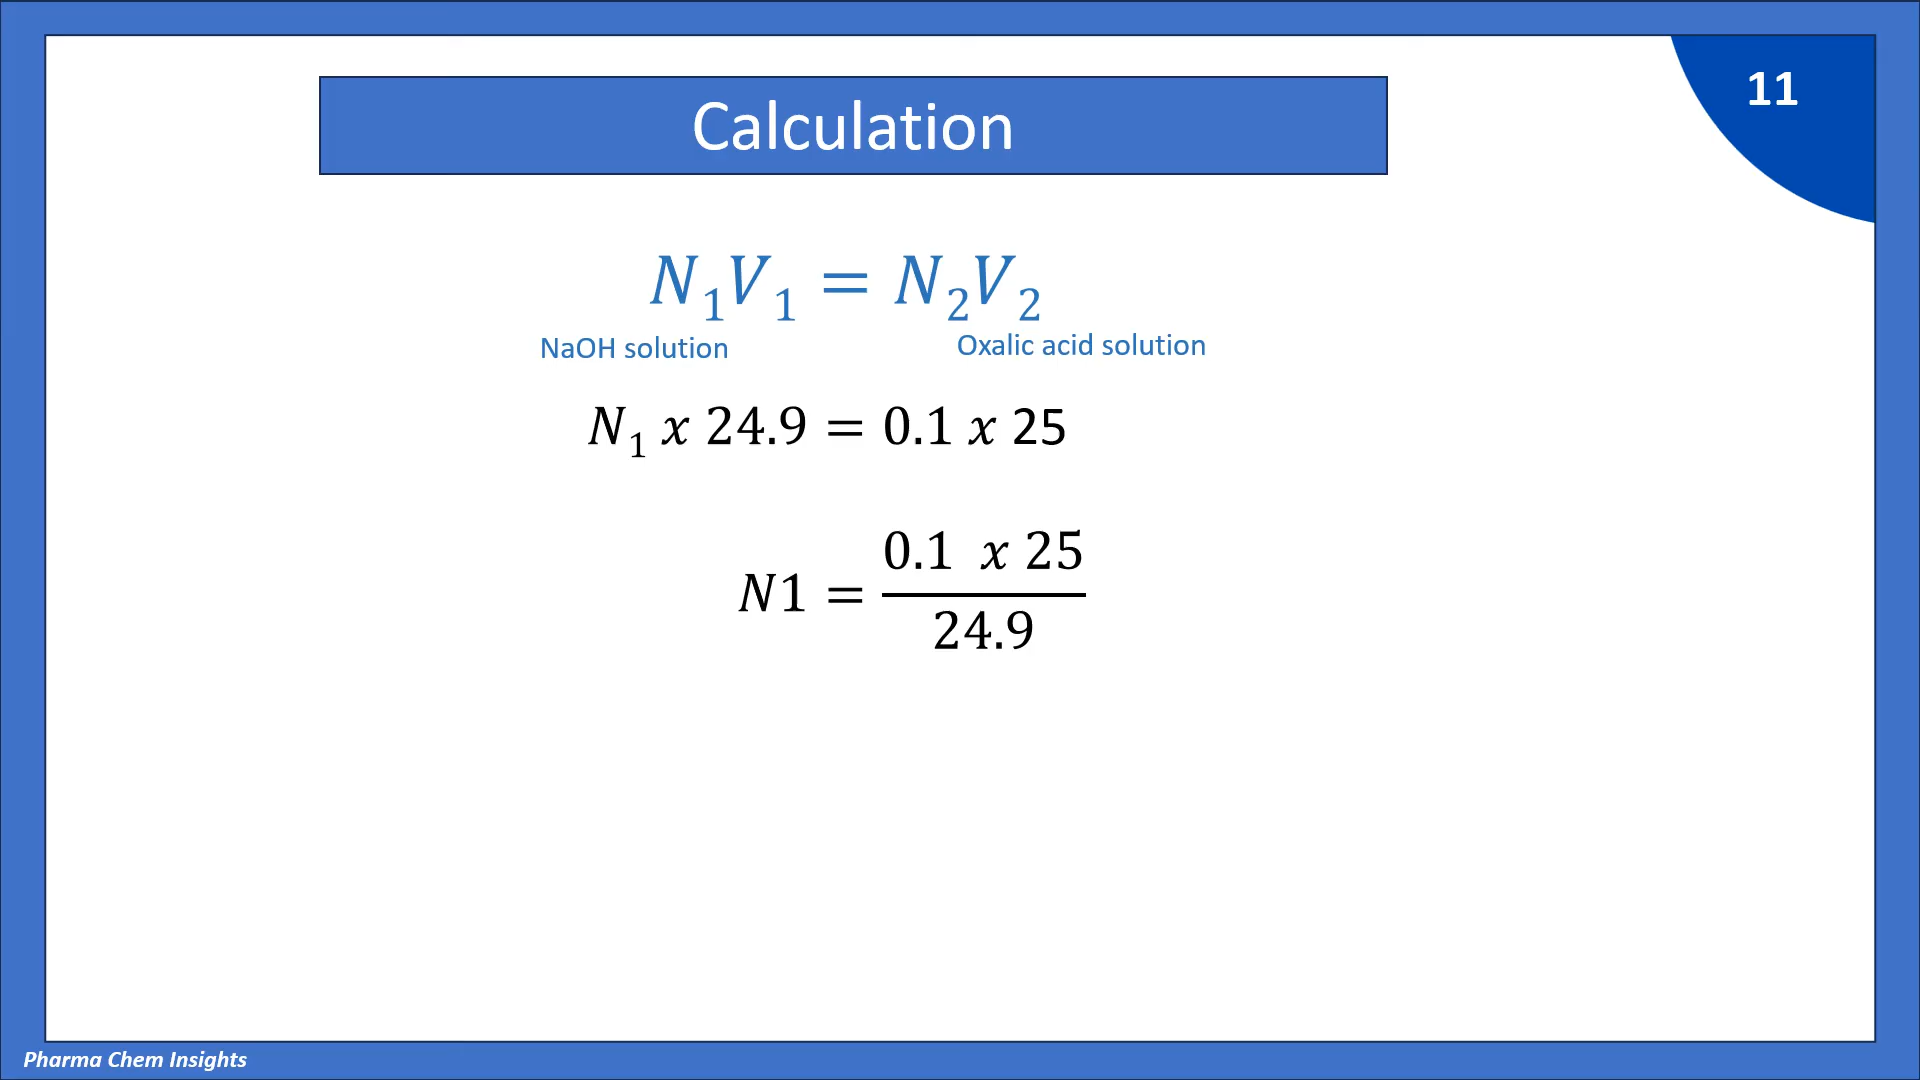 11
Calculation
N₁V₁ = N₂V₂
NaOH solution Oxalic acid solution
N₁ x 24.9 = 0.1 x 25
0.1 x 25
N1 =
24.9
Pharma Chem Insights